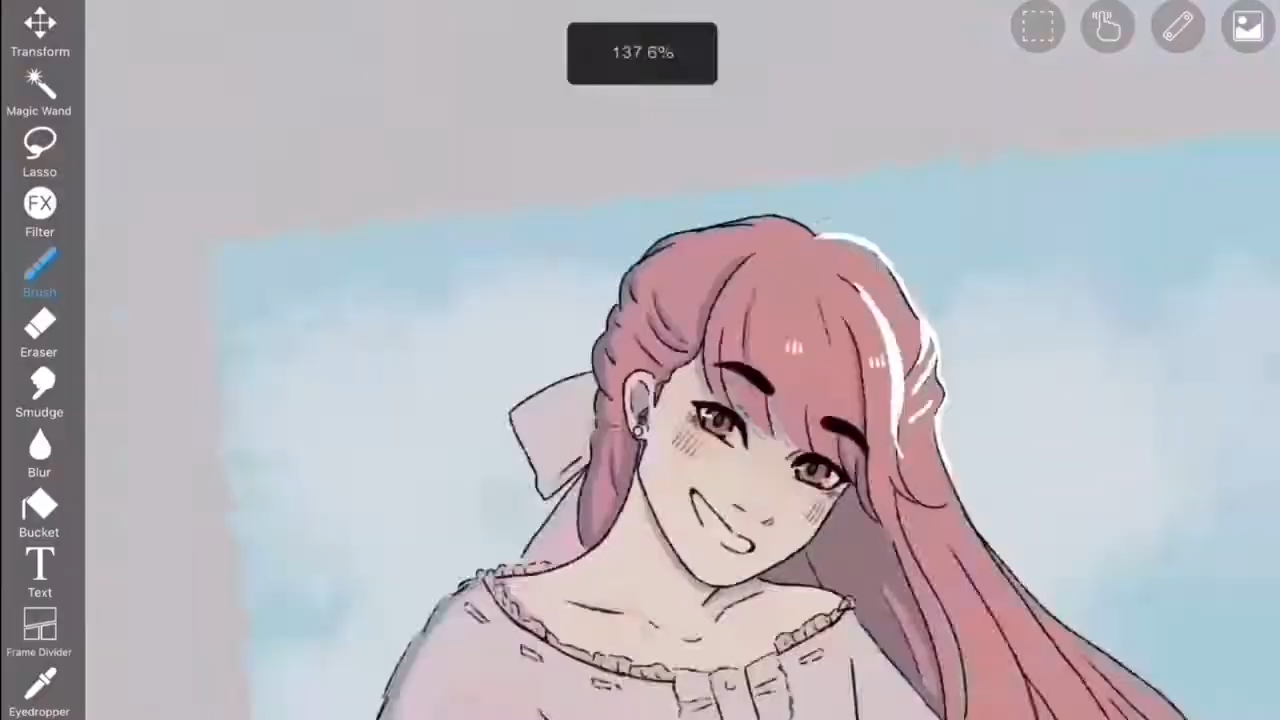 Transform
137 6%
Magic Wand
Lasso
FX
Filter
Brush
Eraser
Smudge
Blur
Bucket
T
Text
Frame Divider
Eyedropper